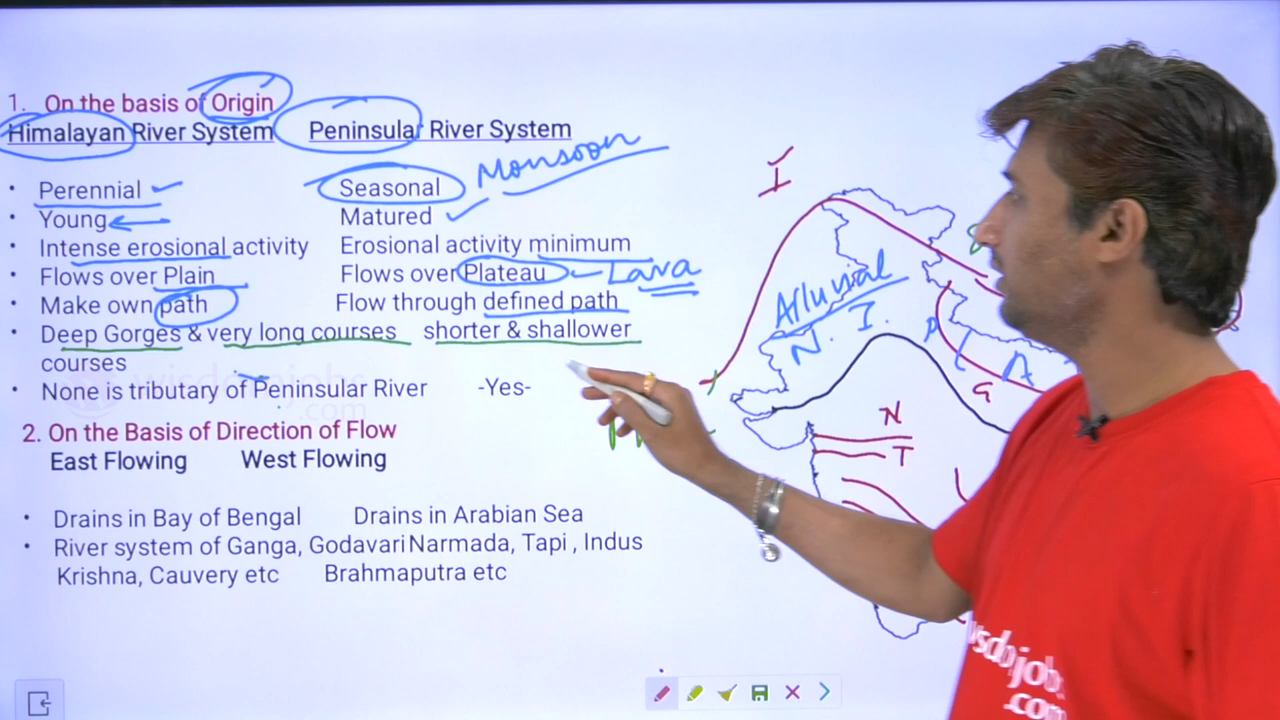 1. On the basis of Origin
Himalayan River System Peninsular River System
• Perennial Seasonal Monsoon
• Young Matured
• Intense erosional activity Erosional activity minimum
• Flows over Plain Flows over Plateau Lava
• Make own path Flow through defined path
• Deep Gorges & very long courses shorter & shallower
courses
• None is tributary of Peninsular River -Yes-
2. On the Basis of Direction of Flow
East Flowing West Flowing
• Drains in Bay of Bengal Drains in Arabian Sea
• River system of Ganga, Godavari Narmada, Tapi , Indus
Krishna, Cauvery etc Brahmaputra etc
I
Alluvial
N. I.
G
N
T
.com